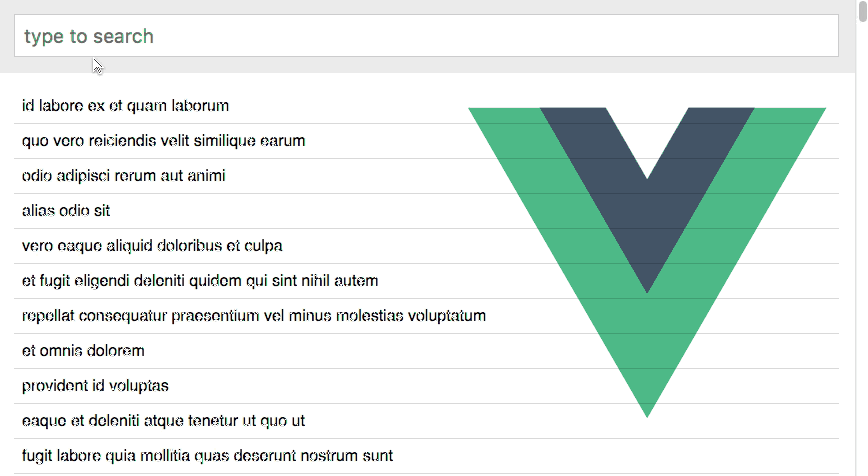 type to search
id labore ex et quam laborum
quo vero reiciendis velit similique earum
odio adipisci rerum aut animi
alias odio sit
vero eaque aliquid doloribus et culpa
et fugit eligendi deleniti quidem qui sint nihil autem
repellat consequatur praesentium vel minus molestias voluptatum
et omnis dolorem
provident id voluptas
eaque et deleniti atque tenetur ut quo ut
fugit labore quia mollitia quas deserunt nostrum sunt